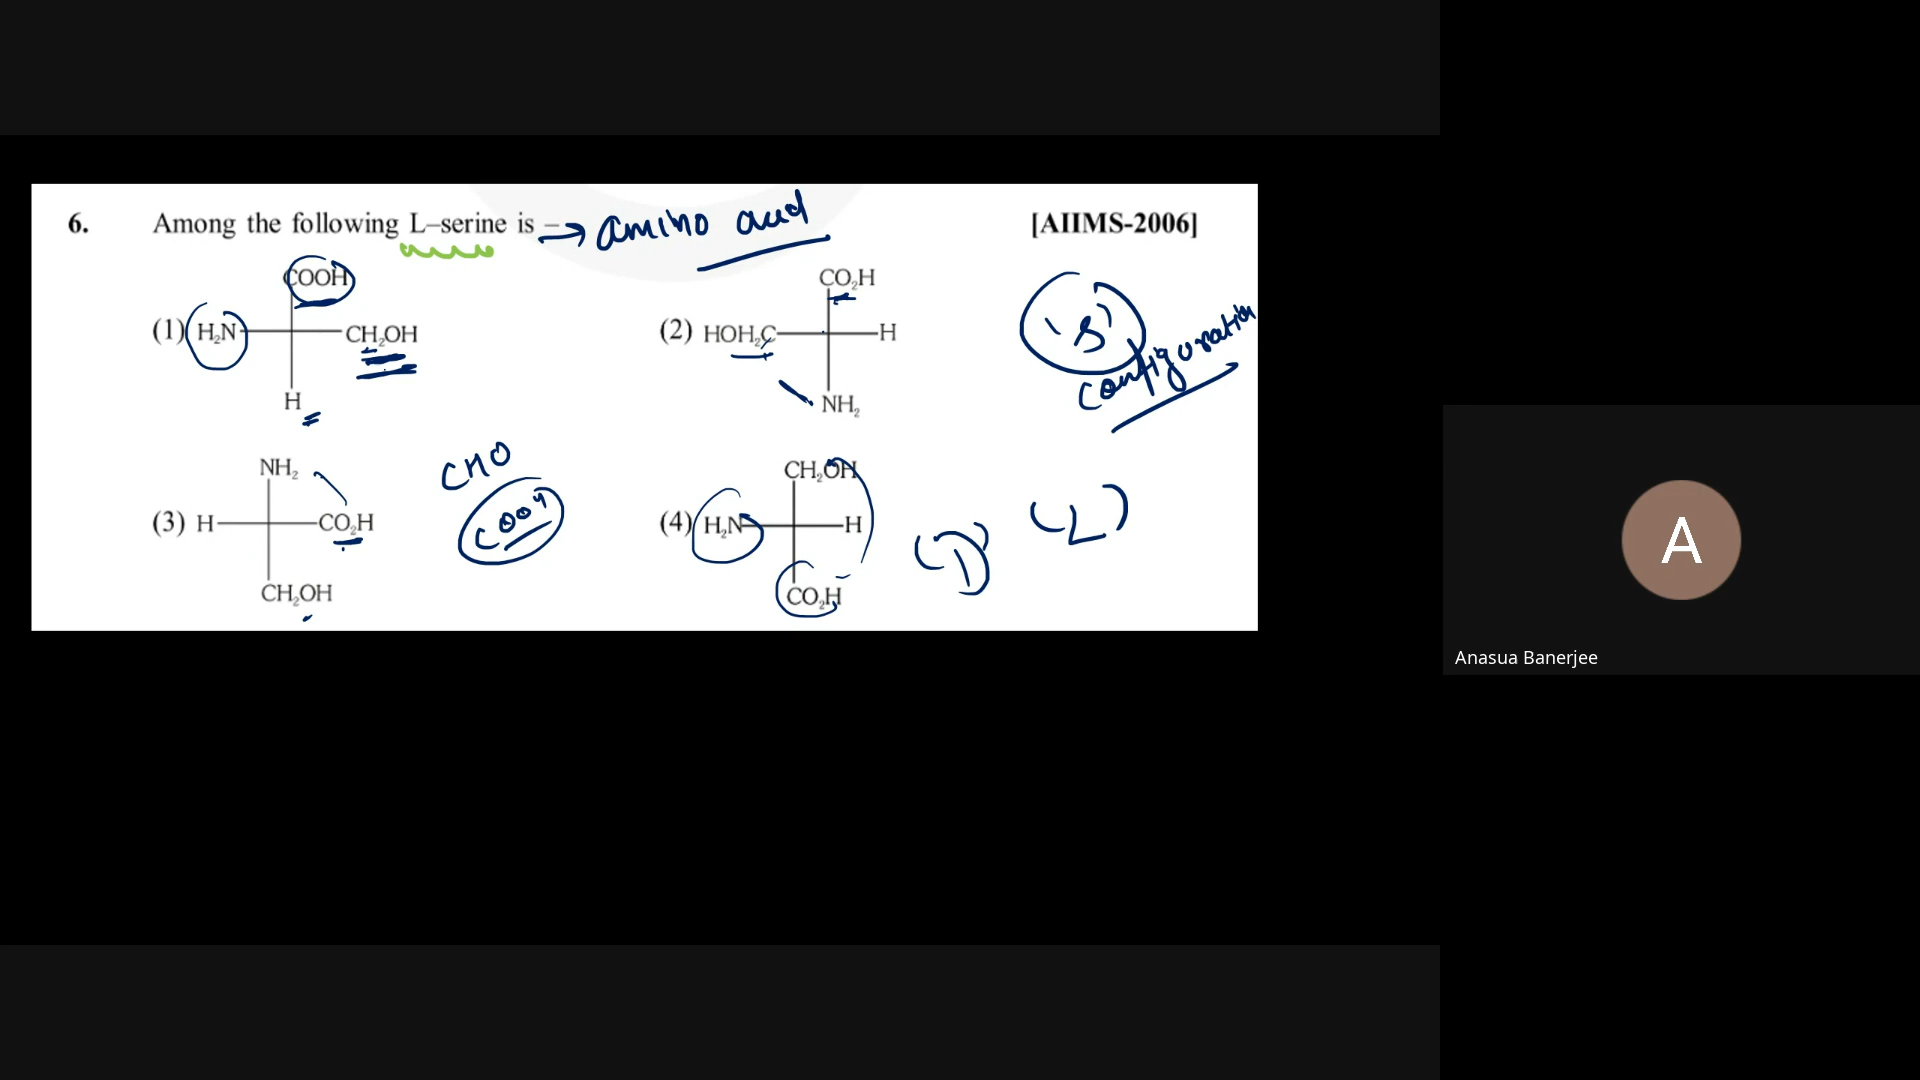 6. Among the following L–serine is – → amino acid [AIIMS-2006]
(1) H₂N COOH CH₂OH H
(2) HOH₂C CO₂H H NH₂
'S' configuration
(3) H NH₂ CO₂H CH₂OH
CHO
COOH
(4) H₂N CH₂OH H CO₂H
(D) (L)
A
Anasua Banerjee